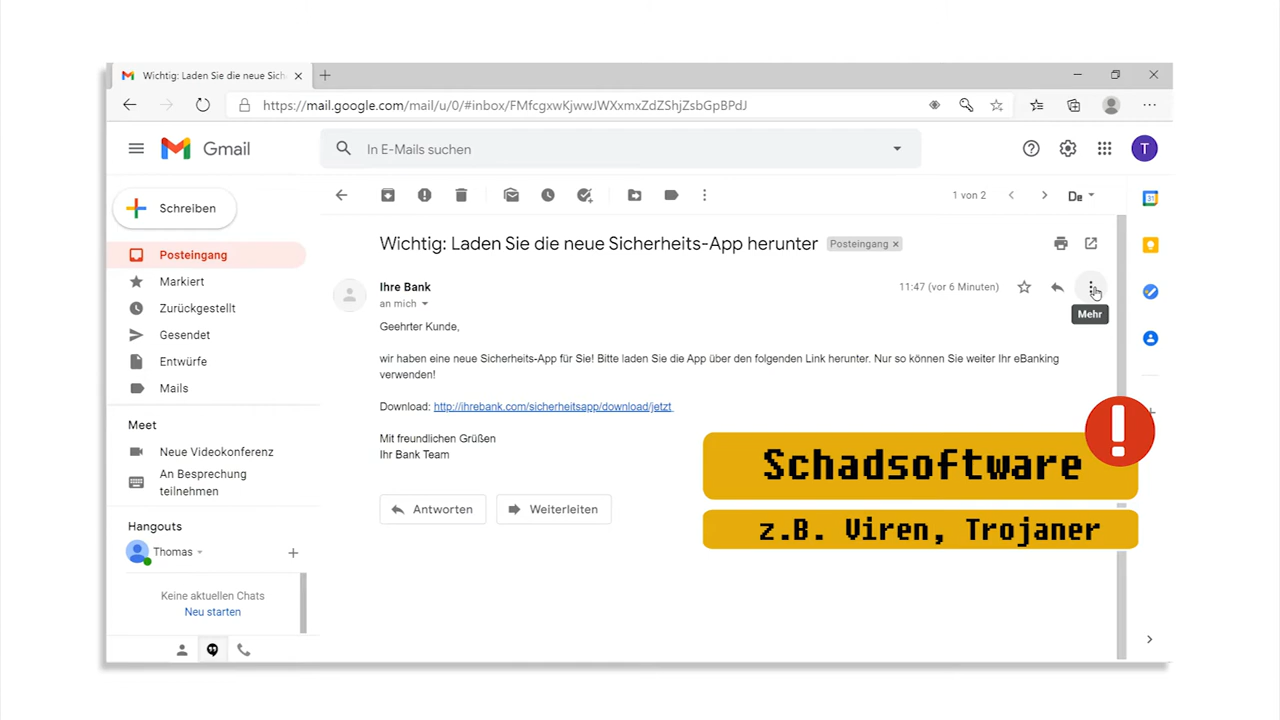 Wichtig: Laden Sie die neue Sich
https://mail.google.com/mail/u/0/#inbox/FMfcgxwKjwwJWXxmxZdZShjZsbGpBPdJ
Gmail
In E-Mails suchen
T
Schreiben
1 von 2
De
31
Posteingang
Markiert
Zurückgestellt
Gesendet
Entwürfe
Mails
Meet
Neue Videokonferenz
An Besprechung
teilnehmen
Hangouts
Thomas
Keine aktuellen Chats
Neu starten
Wichtig: Laden Sie die neue Sicherheits-App herunter
Posteingang x
Ihre Bank
11:47 (vor 6 Minuten)
an mich
Mehr
Geehrter Kunde,
wir haben eine neue Sicherheits-App für Sie! Bitte laden Sie die App über den folgenden Link herunter. Nur so können Sie weiter Ihr eBanking
verwenden!
Download: http://ihrebank.com/sicherheitsapp/download/jetzt
Mit freundlichen Grüßen
Ihr Bank Team
Antworten
Weiterleiten
!
Schadsoftware
z.B. Viren, Trojaner